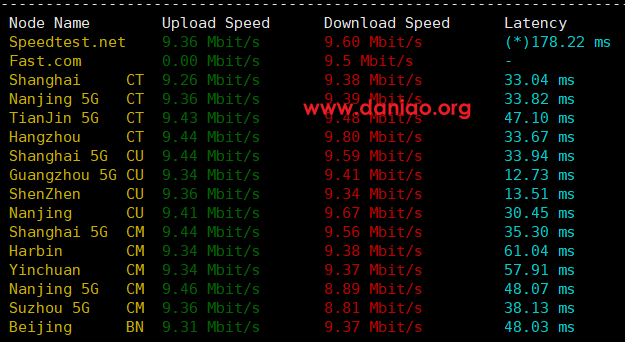 Node Name Upload Speed Download Speed Latency
Speedtest.net 9.36 Mbit/s 9.60 Mbit/s (*)178.22 ms
Fast.com 0.00 Mbit/s 9.5 Mbit/s -
Shanghai CT 9.26 Mbit/s 9.38 Mbit/s 33.04 ms
Nanjing 5G CT 9.36 Mbit/s 9.39 Mbit/s 33.82 ms
www.daniao.org
TianJin 5G CT 9.43 Mbit/s 9.48 Mbit/s 47.10 ms
Hangzhou CT 9.44 Mbit/s 9.80 Mbit/s 33.67 ms
Shanghai 5G CU 9.44 Mbit/s 9.59 Mbit/s 33.94 ms
Guangzhou 5G CU 9.34 Mbit/s 9.41 Mbit/s 12.73 ms
ShenZhen CU 9.36 Mbit/s 9.34 Mbit/s 13.51 ms
Nanjing CU 9.41 Mbit/s 9.67 Mbit/s 30.45 ms
Shanghai 5G CM 9.44 Mbit/s 9.56 Mbit/s 35.30 ms
Harbin CM 9.34 Mbit/s 9.38 Mbit/s 61.04 ms
Yinchuan CM 9.34 Mbit/s 9.37 Mbit/s 57.91 ms
Nanjing 5G CM 9.46 Mbit/s 8.89 Mbit/s 48.07 ms
Suzhou 5G CM 9.36 Mbit/s 8.81 Mbit/s 38.13 ms
Beijing BN 9.31 Mbit/s 9.37 Mbit/s 48.03 ms